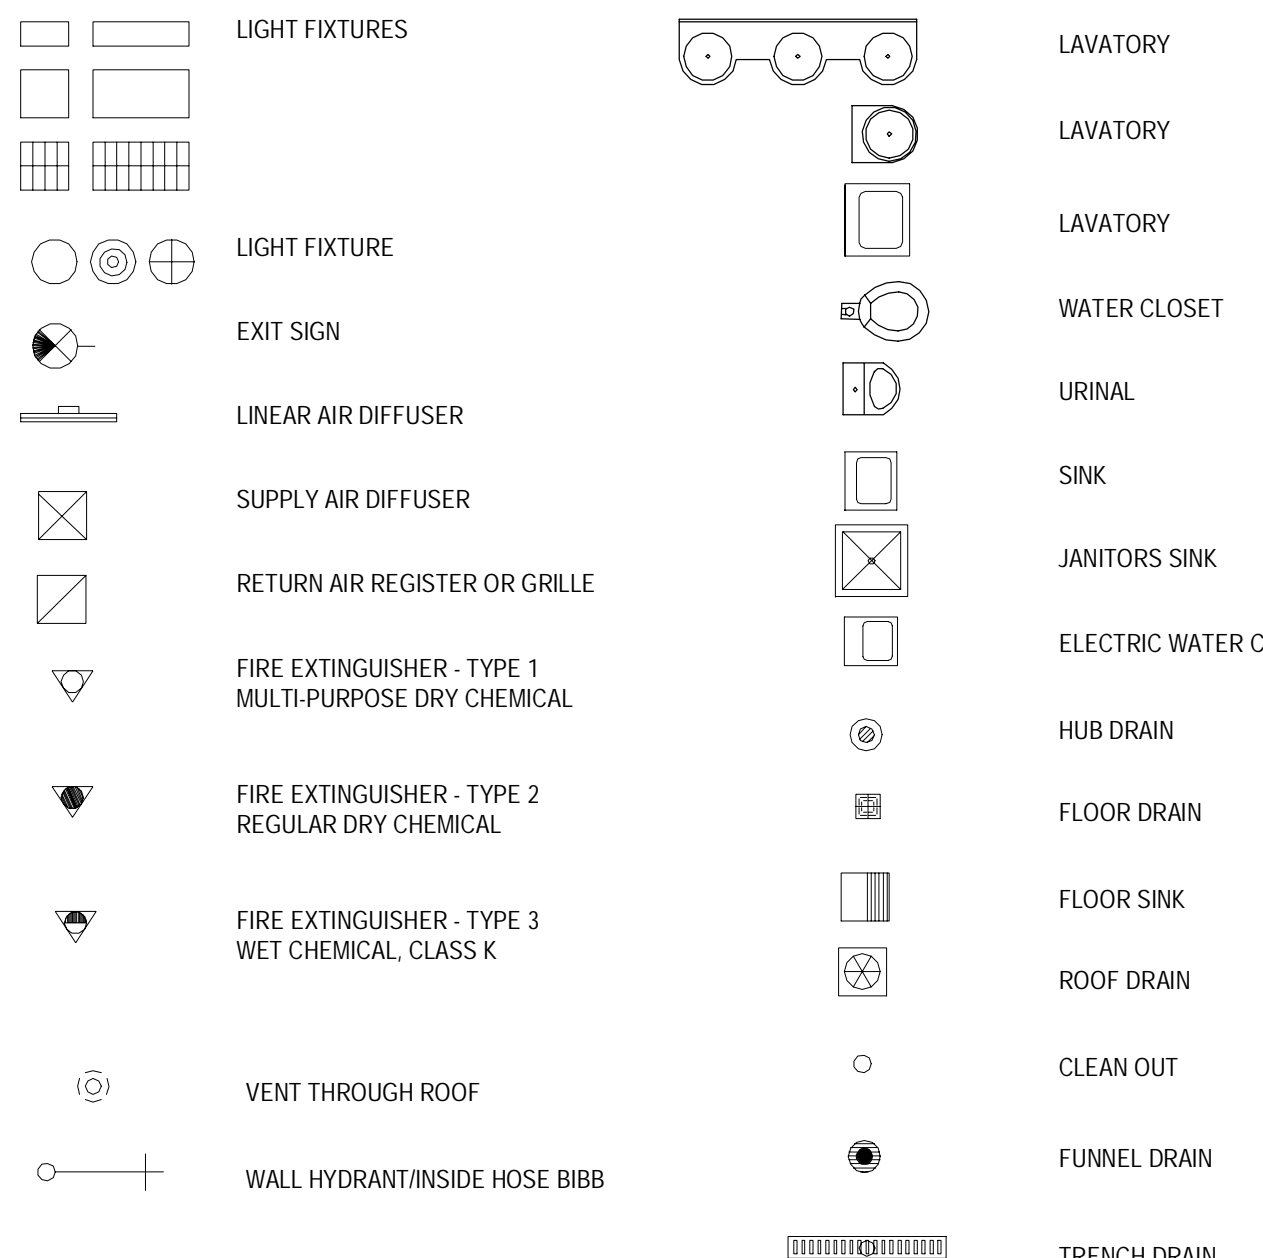 LIGHT FIXTURES
LIGHT FIXTURE
EXIT SIGN
LINEAR AIR DIFFUSER
SUPPLY AIR DIFFUSER
RETURN AIR REGISTER OR GRILLE
FIRE EXTINGUISHER - TYPE 1
MULTI-PURPOSE DRY CHEMICAL
FIRE EXTINGUISHER - TYPE 2
REGULAR DRY CHEMICAL
FIRE EXTINGUISHER - TYPE 3
WET CHEMICAL, CLASS K
VENT THROUGH ROOF
WALL HYDRANT/INSIDE HOSE BIBB
LAVATORY
LAVATORY
LAVATORY
WATER CLOSET
URINAL
SINK
JANITORS SINK
ELECTRIC WATER
HUB DRAIN
FLOOR DRAIN
FLOOR SINK
ROOF DRAIN
CLEAN OUT
FUNNEL DRAIN
TRENCH DRAIN